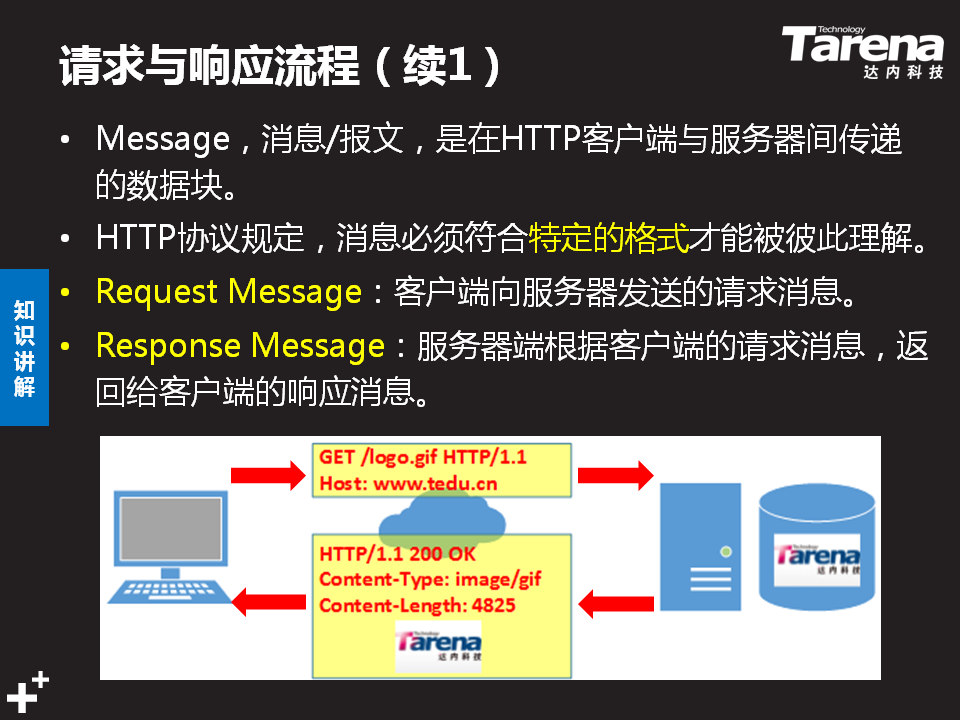 请求与响应流程（续1）
Technology
Tarena
达内科技
• Message，消息/报文，是在HTTP客户端与服务器间传递
的数据块。
• HTTP协议规定，消息必须符合特定的格式才能被彼此理解。
• Request Message：客户端向服务器发送的请求消息。
• Response Message：服务器端根据客户端的请求消息，返
回给客户端的响应消息。
知识讲解
GET /logo.gif HTTP/1.1
Host: www.tedu.cn
HTTP/1.1 200 OK
Content-Type: image/gif
Content-Length: 4825
Technology
Tarena
达内科技
Technology
Tarena
达内科技